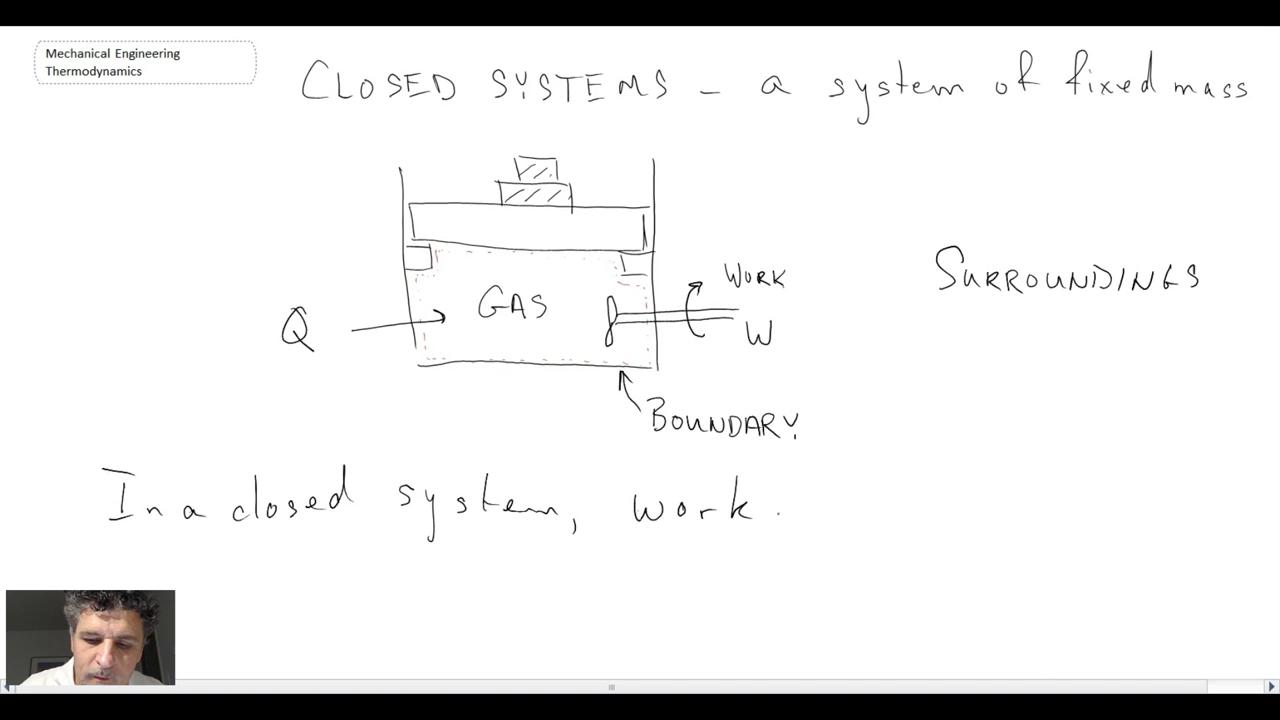 Mechanical Engineering
Thermodynamics
CLOSED SYSTEMS - a system of fixed mass
GAS
WORK
SURROUNDINGS
Q
W
BOUNDARY
In a closed system, work